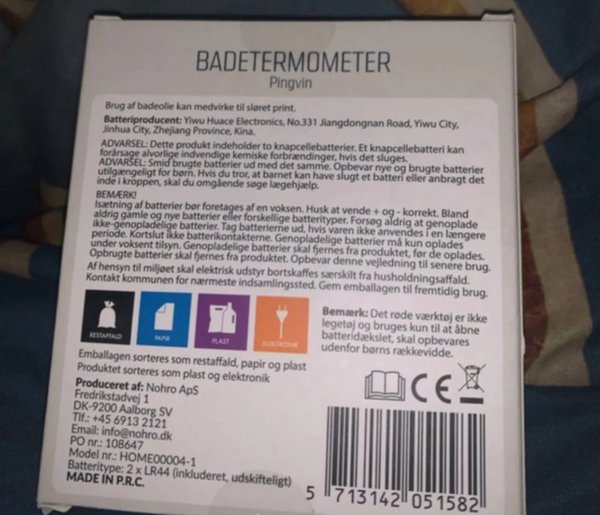 BADETERMOMETER
Pingvin
Brug af badeolie kan medvirke til sløret print.
Batteriproducent: Yiwu Huace Electronics, No.331 Jiangdongnan Road, Yiwu City,
Jinhua City, Zhejiang Province, Kina.
ADVARSEL: Dette produkt indeholder to knapcellebatterier. Et knapcellebatteri kan
forårsage alvorlige indvendige kemiske forbrændinger, hvis det sluges.
ADVARSEL: Smid brugte batterier ud med det samme. Opbevar nye og brugte batterier
utilgængeligt for børn. Hvis du tror, at barnet kan have slugt et batteri eller anbragt det
inde i kroppen, skal du omgående søge lægehjælp.
BEMÆRK!
Isætning af batterier bør foretages af en voksen. Husk at vende + og - korrekt. Bland
aldrig gamle og nye batterier eller forskellige batterityper. Forsøg aldrig at genoplade
ikke-genopladelige batterier. Tag batterierne ud, hvis varen ikke anvendes i en længere
periode. Kortslut ikke batterikontakterne. Genopladelige batterier må kun oplades
under voksent tilsyn. Genopladelige batterier skal fjernes fra produktet, før de oplades.
Opbrugte batterier skal fjernes fra produktet. Opbevar denne vejledning til senere brug.
Af hensyn til miljøet skal elektrisk udstyr bortskaffes særskilt fra husholdningsaffald.
Kontakt kommunen for nærmeste indsamlingssted. Gem emballagen til fremtidig brug.
RESTAFFALD
PAPIR
PLAST
ELEKTRONIK
Bemærk: Det røde værktøj er ikke
legetøj og bruges kun til at åbne
batteridækslet, skal opbevares
udenfor børns rækkevidde.
Emballagen sorteres som restaffald, papir og plast
Produktet sorteres som plast og elektronik
Produceret af: Nohro ApS
Fredrikstadvej 1
DK-9200 Aalborg SV
Tlf.: +45 6913 2121
Email: info@nohro.dk
PO nr.: 108647
Model nr.: HOME00004-1
Batteritype: 2 x LR44 (inkluderet, udskifteligt)
MADE IN P.R.C.
CE
5 713142 051582